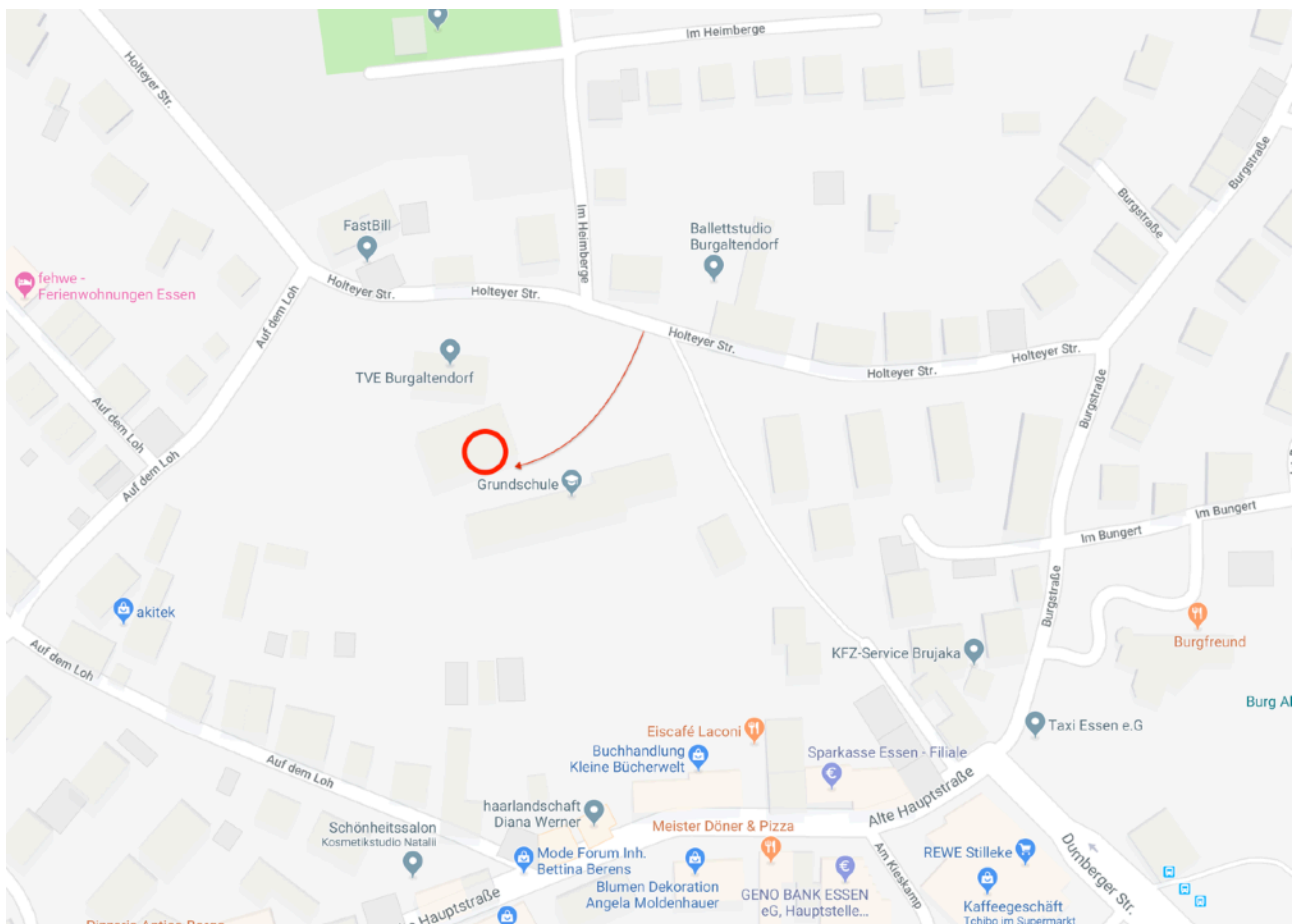 Im Heimberge
Holteyer Str.
Burgstraße
Im Heimberge
Burgstraße
FastBill
Ballettstudio
Burgaltendorf
fehwe -
Ferienwohnungen Essen
Holteyer Str.
Holteyer Str.
Auf dem Loh
Holteyer Str.
Holteyer Str.
Holteyer Str.
TVE Burgaltendorf
Burgstraße
Auf dem Loh
Auf dem Loh
Grundschule
Im Bungert
Im Bungert
akitek
Burgstraße
Burgfreund
Auf dem Loh
KFZ-Service Brujaka
Burg Al
Taxi Essen e.G
Eiscafé Laconi
Buchhandlung
Kleine Bücherwelt
Sparkasse Essen - Filiale
Auf dem Loh
Alte Hauptstraße
haarlandschaft
Diana Werner
Schönheitssalon
Kosmetikstudio Natalii
Meister Döner & Pizza
Mode Forum Inh.
Bettina Berens
Blumen Dekoration
Angela Moldenhauer
GENO BANK ESSEN
eG, Hauptstelle...
Am Kieskamp
REWE Stilleke
Dumberger Str.
Kaffeegeschäft
Tchibo im Supermarkt
Hauptstraße